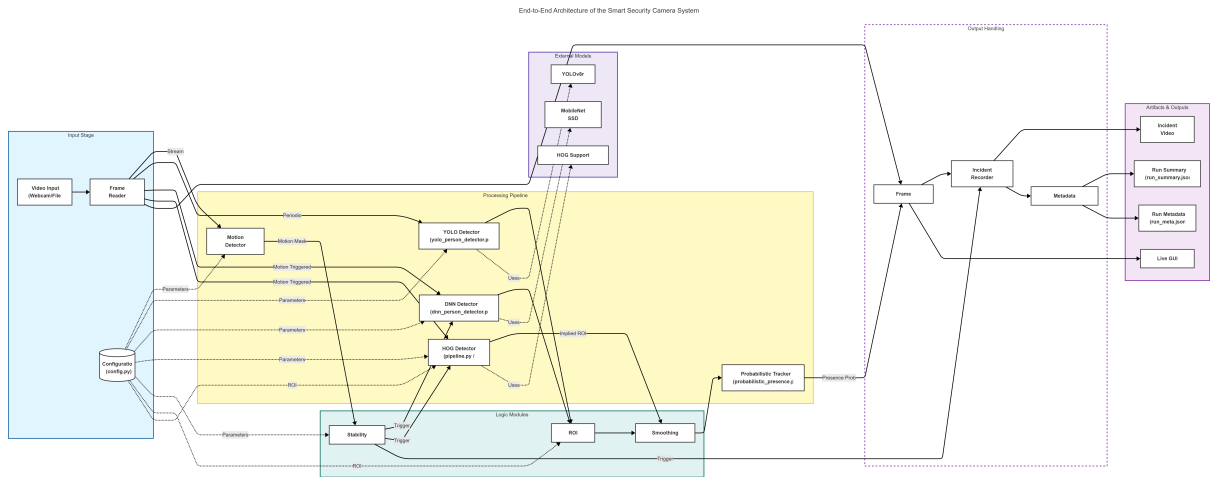 End-to-End Architecture of the Smart Security Camera System
Output Handling
External Models
YOLOv8n
MobileNet
SSD
HOG Support
Artifacts & Outputs
Incident
Video
Run Summary
(run_summary.jso
Run Metadata
(run_meta.json
Live GUI
Input Stage
Stream
Video Input
(Webcam/File
Frame
Reader
Processing Pipeline
Periodic
Motion
Detector
Motion Mask
YOLO Detector
(yolo_person_detector.p
Motion Triggered
Motion Triggered
Uses
Parameters
Parameters
DNN Detector
(dnn_person_detector.p
Uses
Parameters
HOG Detector
(pipeline.py /
Implied ROI
Parameters
Configuratio
(config.py)
ROI
Uses
Probabilistic Tracker
(probabilistic_presence.p
Presence Prob
Frame
Incident
Recorder
Metadata
Logic Modules
Parameters
Stability
Trigger
Trigger
ROI
Smoothing
Trigger
ROI